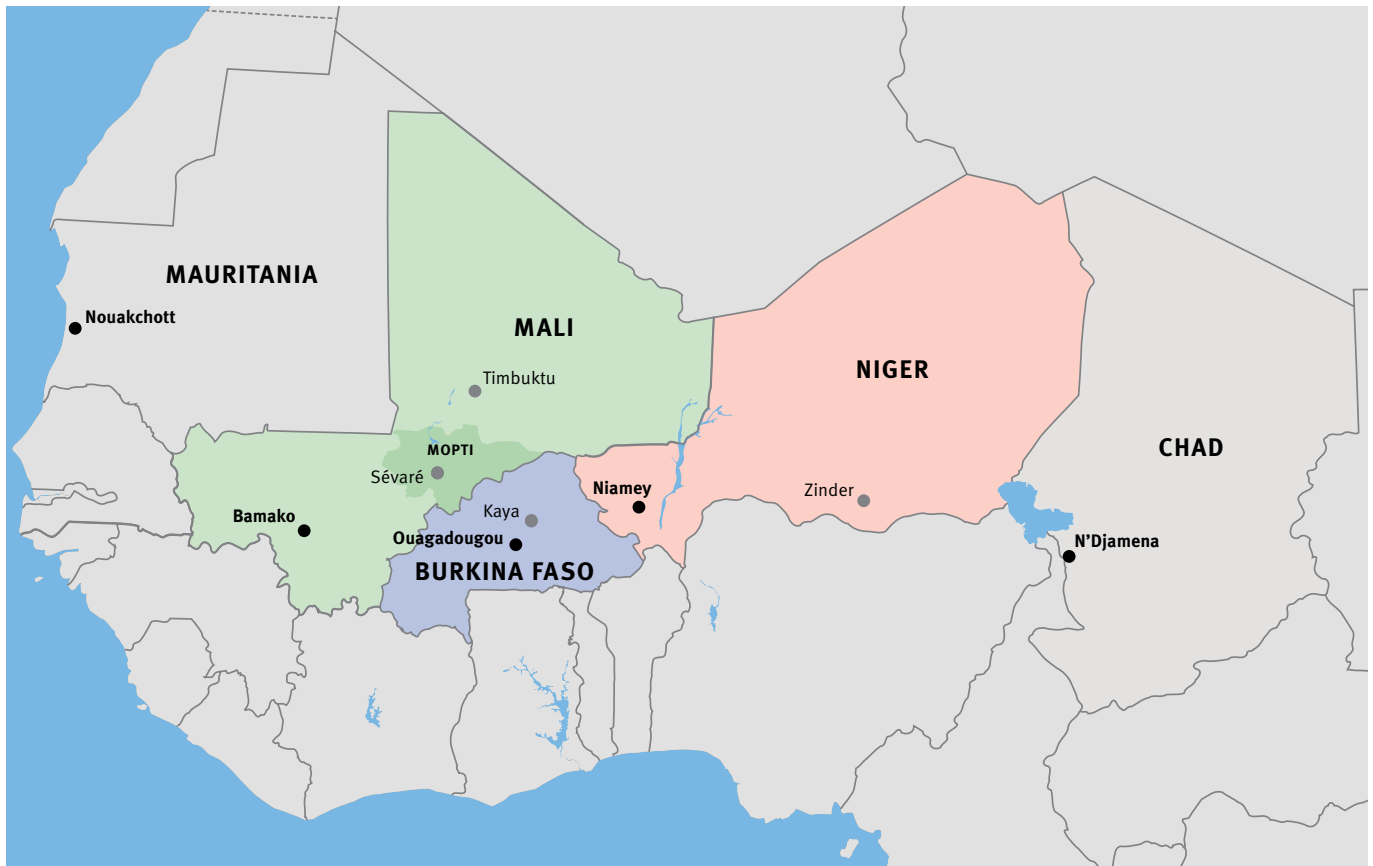 MAURITANIA
Nouakchott
MALI
Timbuktu
NIGER
CHAD
MOPTI
Sévaré
Niamey
Zinder
Bamako
Kaya
Ouagadougou
N'Djamena
BURKINA FASO